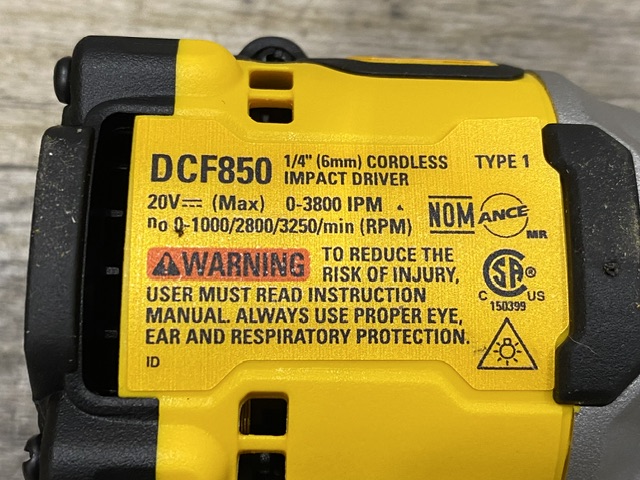 DCF850 1/4" (6mm) CORDLESS IMPACT DRIVER TYPE 1
20V⎓ (Max) 0-3800 IPM
no 0-1000/2800/3250/min (RPM)
NOM ANCE MR
WARNING TO REDUCE THE
RISK OF INJURY,
USER MUST READ INSTRUCTION
MANUAL. ALWAYS USE PROPER EYE,
EAR AND RESPIRATORY PROTECTION.
ID
SA®
C US
150399